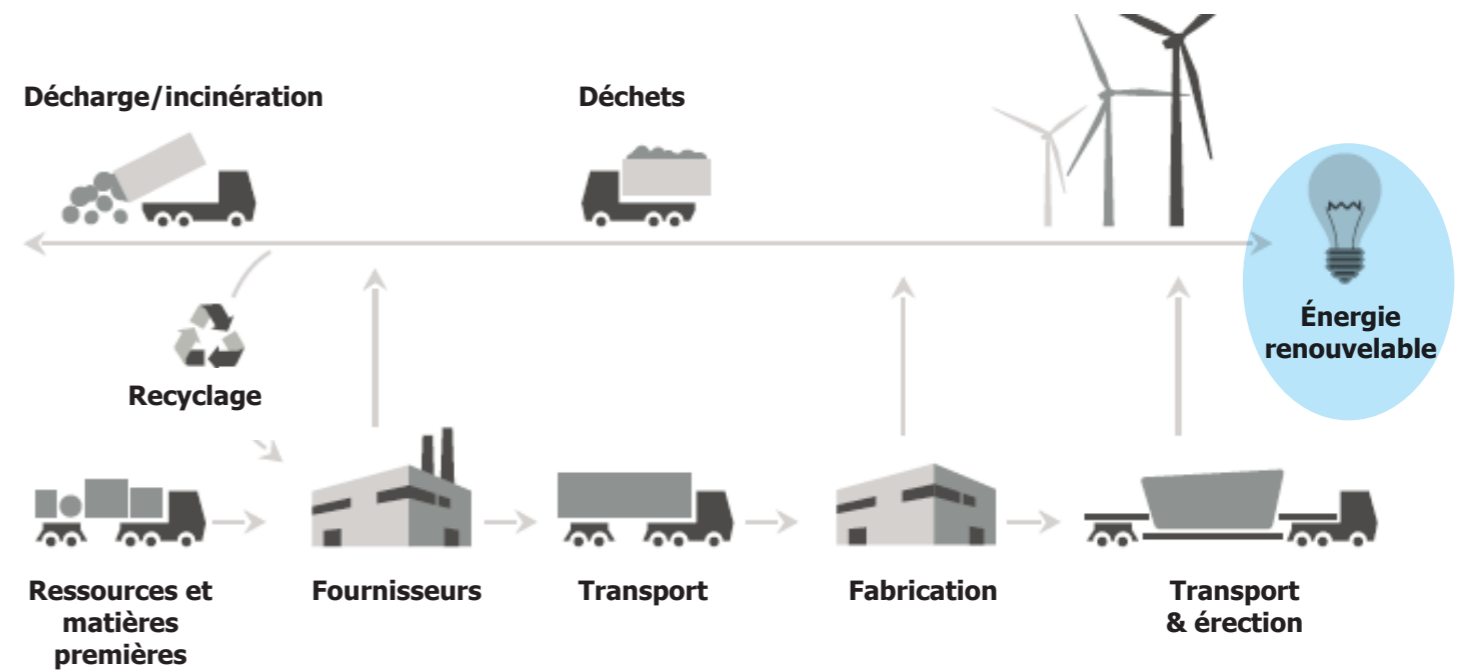 Décharge/incinération
Déchets
Énergie
renouvelable
Recyclage
Ressources et
matières
premières
Fournisseurs
Transport
Fabrication
Transport
& érection